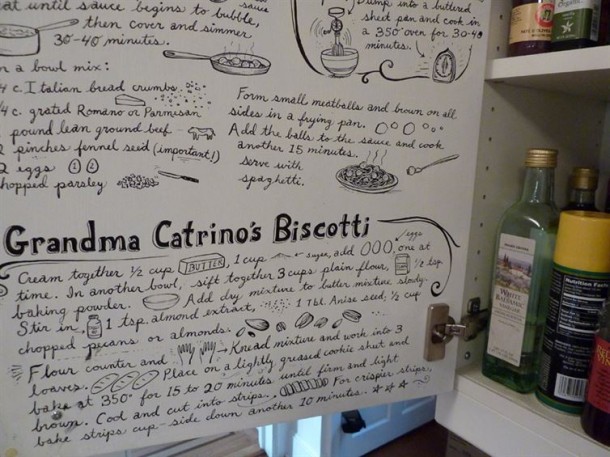 at until sauce begins to bubble,
then cover and simmer
30-40 minutes.
Dump into a buttered
sheet pan and cook in
a 350° oven for 30-40
minutes.
n a bowl mix:
/4 c. Italian bread crumbs.
/4 c. grated Romano or Parmesan
pound lean ground beef
2 pinches fennel seed (important!)
2 eggs
chopped parsley
Form small meatballs and brown on all
sides in a frying pan.
Add the balls to the sauce and cook
another 15 minutes.
serve with
spaghetti.
Grandma Catrino's Biscotti
Cream together ½ cup BUTTER, 1 cup sugar, add eggs one at
time. In another bowl, sift together 3 cups plain flour, ½ tsp.
baking powder. Add dry mixture to butter mixture slowly.
Stir in 1 tsp. almond extract, 1 Tbl. Anise seed, ½ cup
chopped pecans or almonds.
Flour counter and Knead mixture and work into 3
loaves. Place on a lightly greased cookie sheet and
bake at 350° for 15 to 20 minutes until firm and light
brown. Cool and cut into strips. For crispier strips,
bake strips cup-side down another 10 minutes.
WHITE
BALSAMIC
VINEGAR
Nutrition Facts